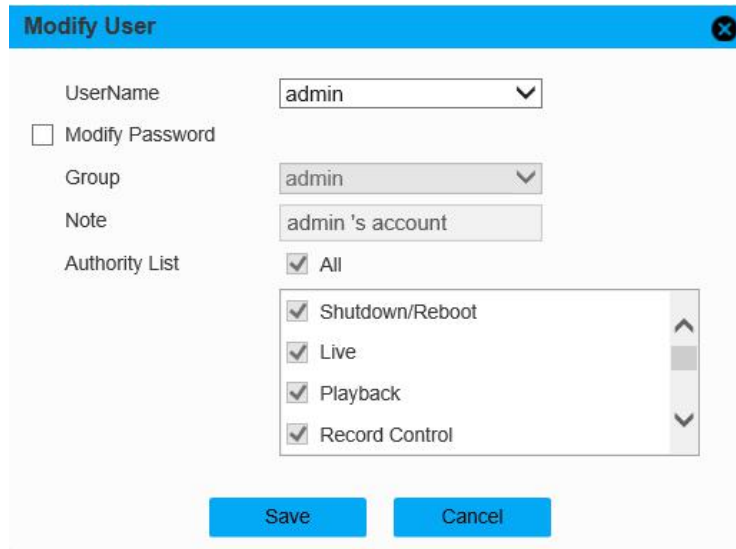 Modify User
UserName admin
Modify Password
Group admin
Note admin 's account
Authority List All
Shutdown/Reboot
Live
Playback
Record Control
Save Cancel